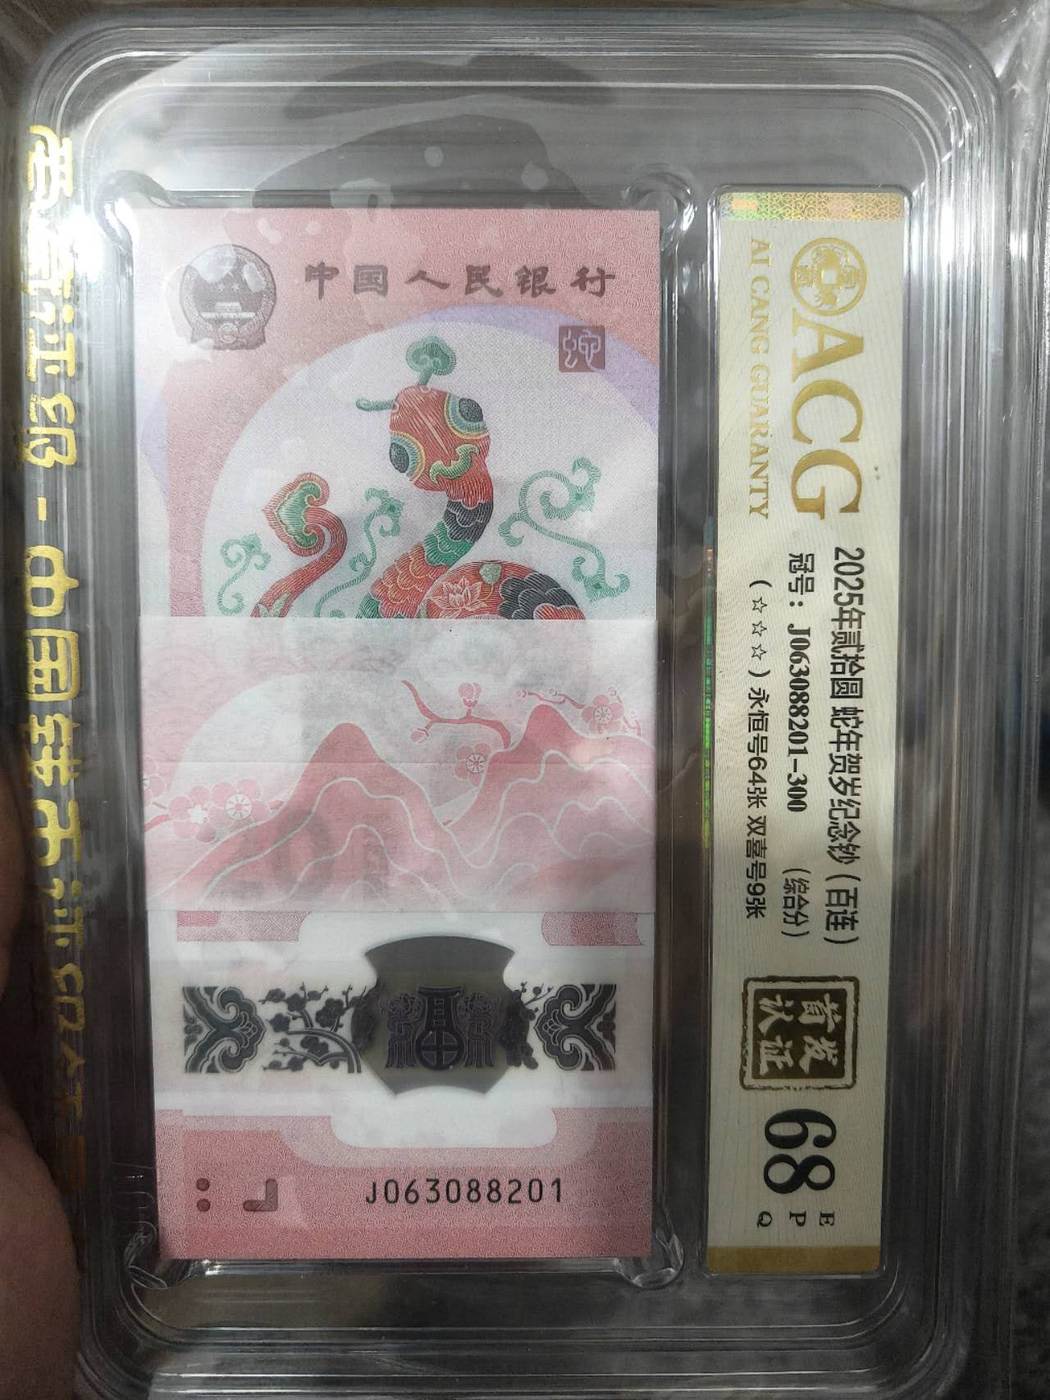 中国人民银行
J063088201
ACG
AI CANG GUARANTY
2025年贰拾圆 蛇年贺岁纪念钞（百连）
冠号：J063088201-300 （综合分）
（☆☆☆）永恒号64张 双喜号9张
首发
认证
68
E
P
Q